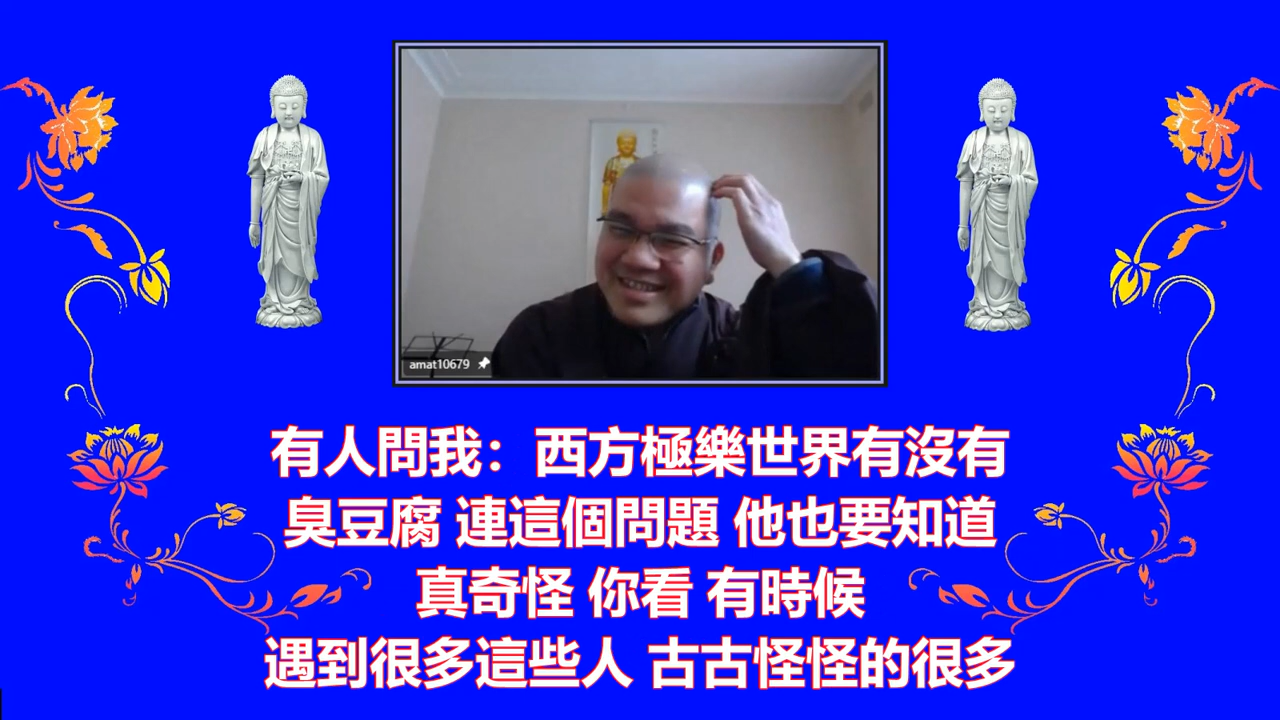 amat10679
有人問我：西方極樂世界有沒有
臭豆腐 連這個問題 他也要知道
真奇怪 你看 有時候
遇到很多這些人 古古怪怪的很多